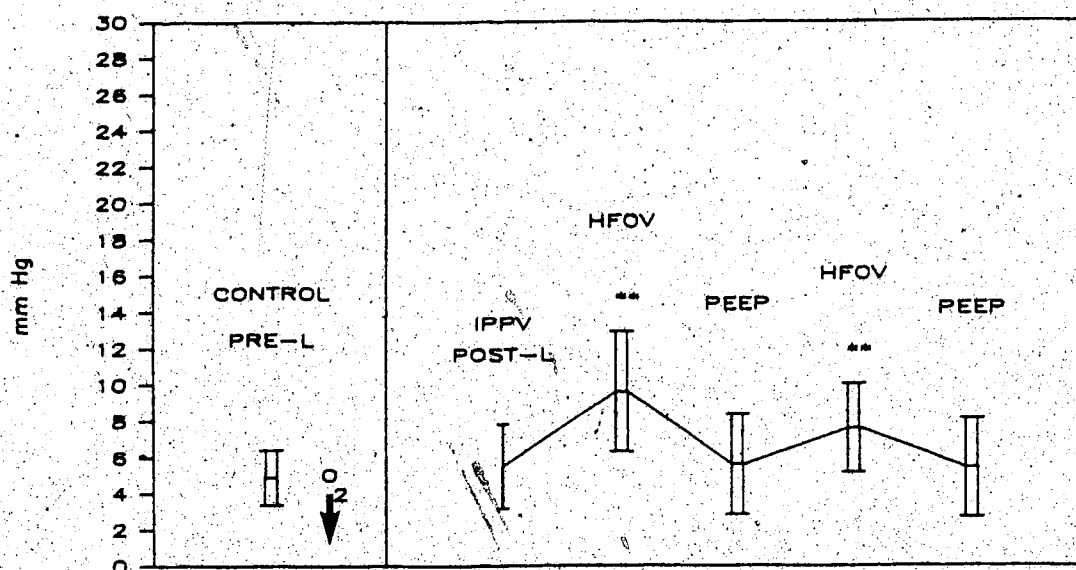 mm Hg
30
28
26
24
22
20
18
16
14
12
10
8
6
4
2
0
CONTROL
PRE-L
O2
IPPV
POST-L
HFOV
**
PEEP
HFOV
**
PEEP